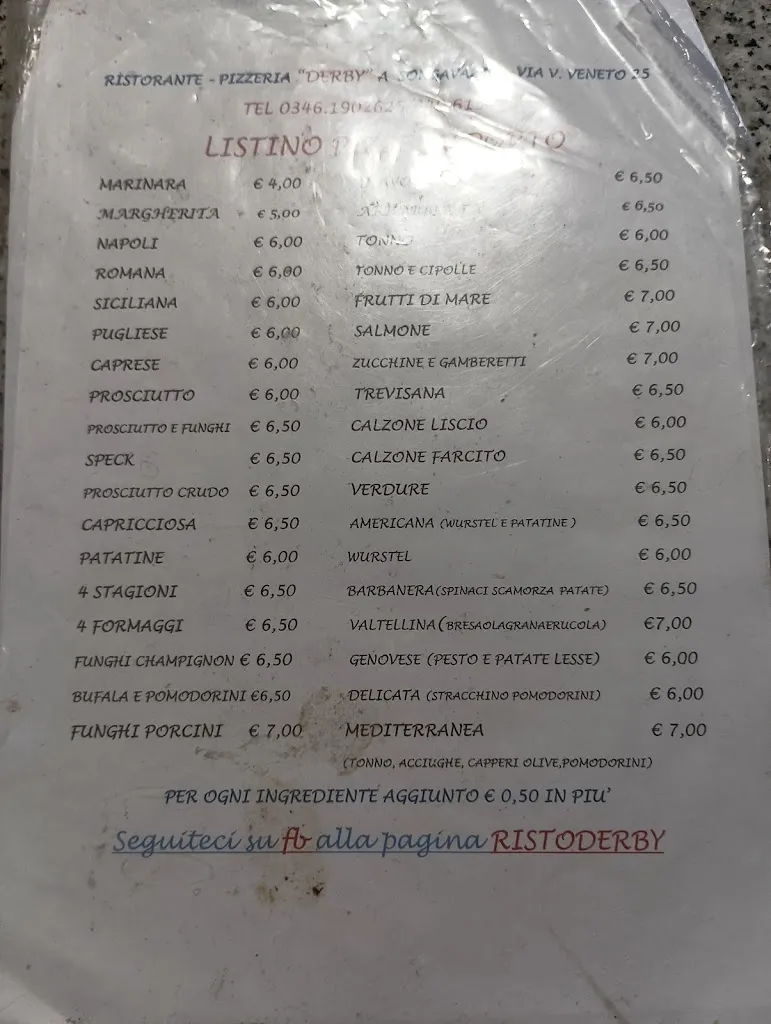 RISTORANTE - PIZZERIA "DERBY" A VIA V. VENETO 25
TEL 0346.1902625 61
LISTINO
MARINARA € 4,00
€ 6,50
MARGHERITA € 5,00
€ 6,50
NAPOLI € 6,00
TONNO € 6,00
ROMANA € 6,00
TONNO E CIPOLLE € 6,50
SICILIANA € 6,00
FRUTTI DI MARE € 7,00
PUGLIESE € 6,00
SALMONE € 7,00
CAPRESE € 6,00
ZUCCHINE E GAMBERETTI € 7,00
PROSCIUTTO € 6,00
TREVISANA € 6,50
PROSCIUTTO E FUNGHI € 6,50
CALZONE LISCIO € 6,00
SPECK € 6,50
CALZONE FARCITO € 6,50
PROSCIUTTO CRUDO € 6,50
VERDURE € 6,50
CAPRICCIOSA € 6,50
AMERICANA (WURSTEL E PATATINE ) € 6,50
PATATINE € 6,00
WURSTEL € 6,00
4 STAGIONI € 6,50
BARBANERA(SPINACI SCAMORZA PATATE) € 6,50
4 FORMAGGI € 6,50
VALTELLINA(BRESAOLAGRANAERUCOLA) €7,00
FUNGHI CHAMPIGNON € 6,50
GENOVESE (PESTO E PATATE LESSE) € 6,00
BUFALA E POMODORINI €6,50
DELICATA (STRACCHINO POMODORINI) € 6,00
FUNGHI PORCINI € 7,00
MEDITERRANEA € 7,00
(TONNO, ACCIUGHE, CAPPERI OLIVE,POMODORINI)
PER OGNI INGREDIENTE AGGIUNTO € 0,50 IN PIU'
Seguiteci su fb alla pagina RISTODERBY